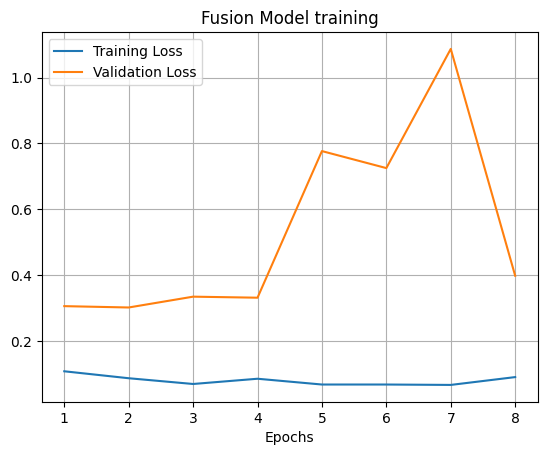 Fusion Model training
Training Loss
Validation Loss
1.0
0.8
0.6
0.4
0.2
1 2 3 4 5 6 7 8
Epochs